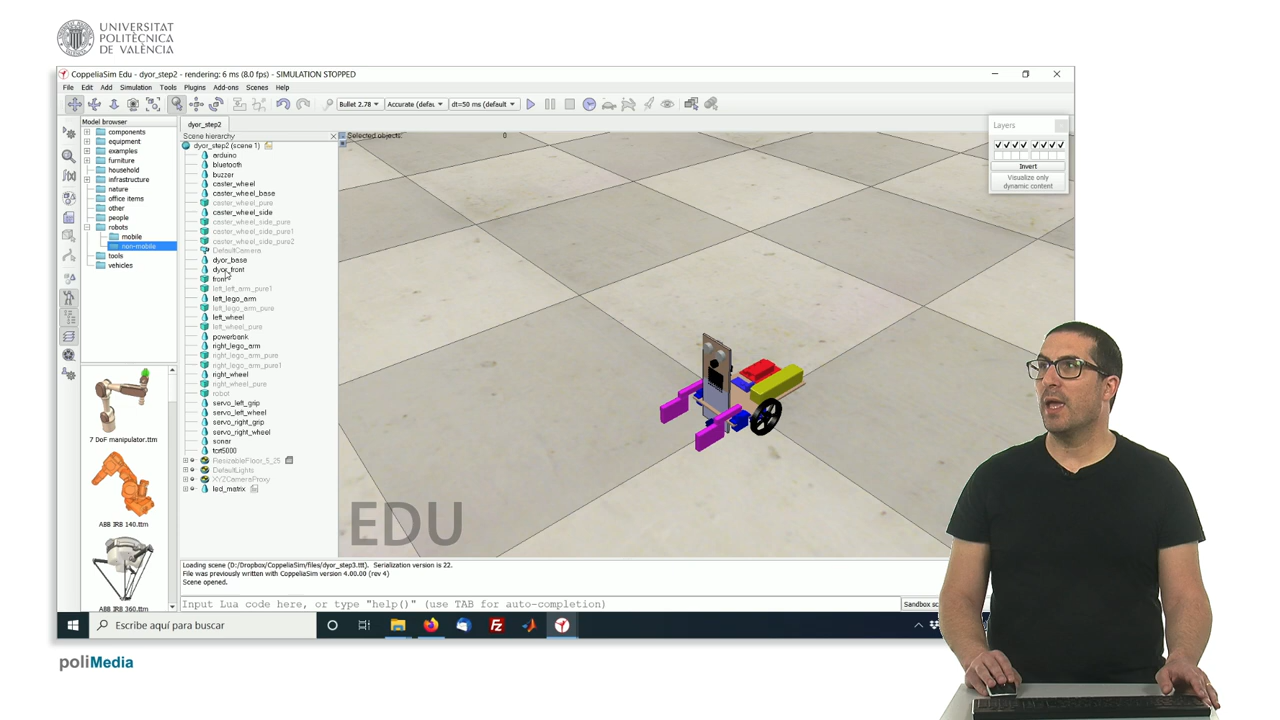 UNIVERSITAT
POLITÈCNICA
DE VALÈNCIA
CoppeliaSim Edu - dyor_step2 - rendering: 6 ms (8.0 fps) - SIMULATION STOPPED
File Edit Add Simulation Tools Plugins Add-ons Scenes Help
Bullet 2.78 Accurate (defau dt=50 ms (default)
Model browser
components
equipment
examples
furniture
household
infrastructure
nature
office items
other
people
robots
mobile
non-mobile
tools
vehicles
7 DoF manipulator.ttm
ABB IRB 140.ttm
ABB IRB 360.ttm
dyor_step2
Scene hierarchy
dyor_step2 (scene 1)
arduino
bluetooth
buzzer
caster_wheel
caster_wheel_base
caster_wheel_pure
caster_wheel_side
caster_wheel_side_pure
caster_wheel_side_pure1
caster_wheel_side_pure2
DefaultCamera
dyor_base
dyor_front
front
left_left_arm_pure1
left_lego_arm
left_lego_arm_pure
left_wheel
left_wheel_pure
powerbank
right_lego_arm
right_lego_arm_pure
right_lego_arm_pure1
right_wheel
right_wheel_pure
robot
servo_left_grip
servo_left_wheel
servo_right_grip
servo_right_wheel
sonar
tcrt5000
ResizableFloor_5_25
DefaultLights
XYZCameraProxy
led_matrix
Selected objects: 0
Layers
Invert
Visualize only
dynamic content
EDU
Loading scene (D:/Dropbox/CoppeliaSim/files/dyor_step3.ttt). Serialization version is 22.
File was previously written with CoppeliaSim version 4.00.00 (rev 4)
Scene opened.
Input Lua code here, or type "help()" (use TAB for auto-completion)
Sandbox sc
Escribe aquí para buscar
poliMedia